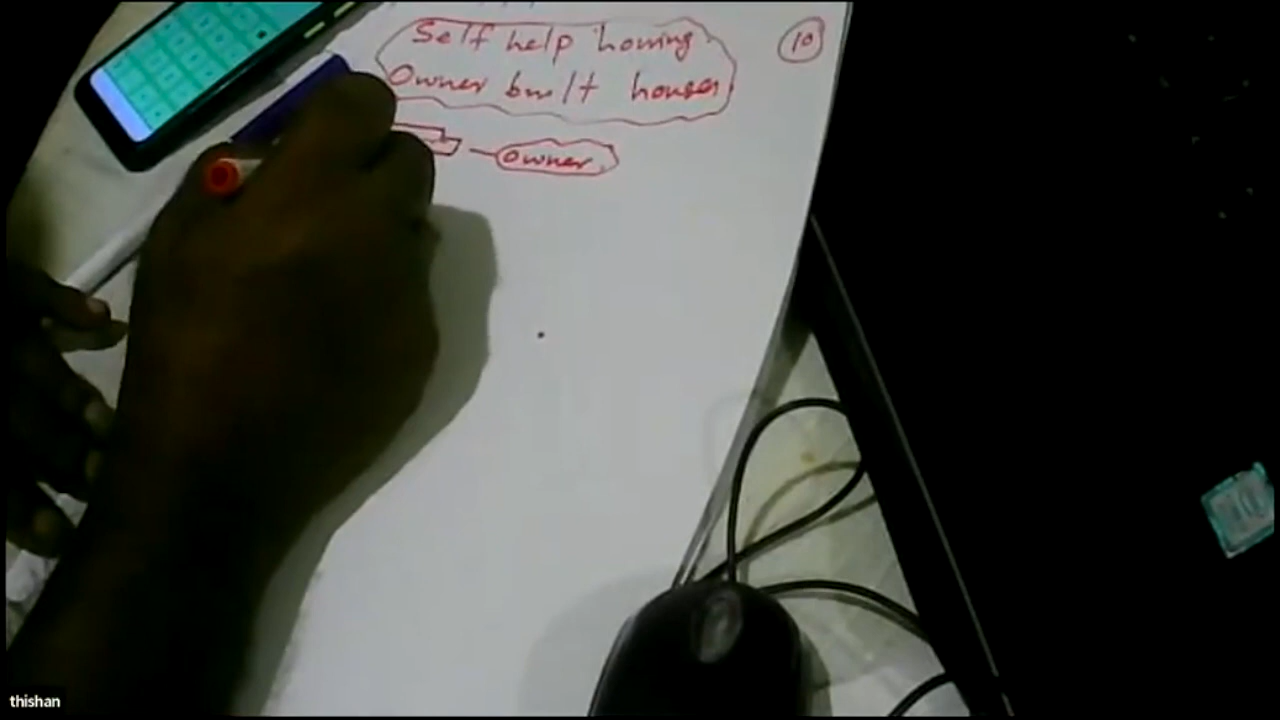 Self help housing
10
Owner built houses
Owner
thishan